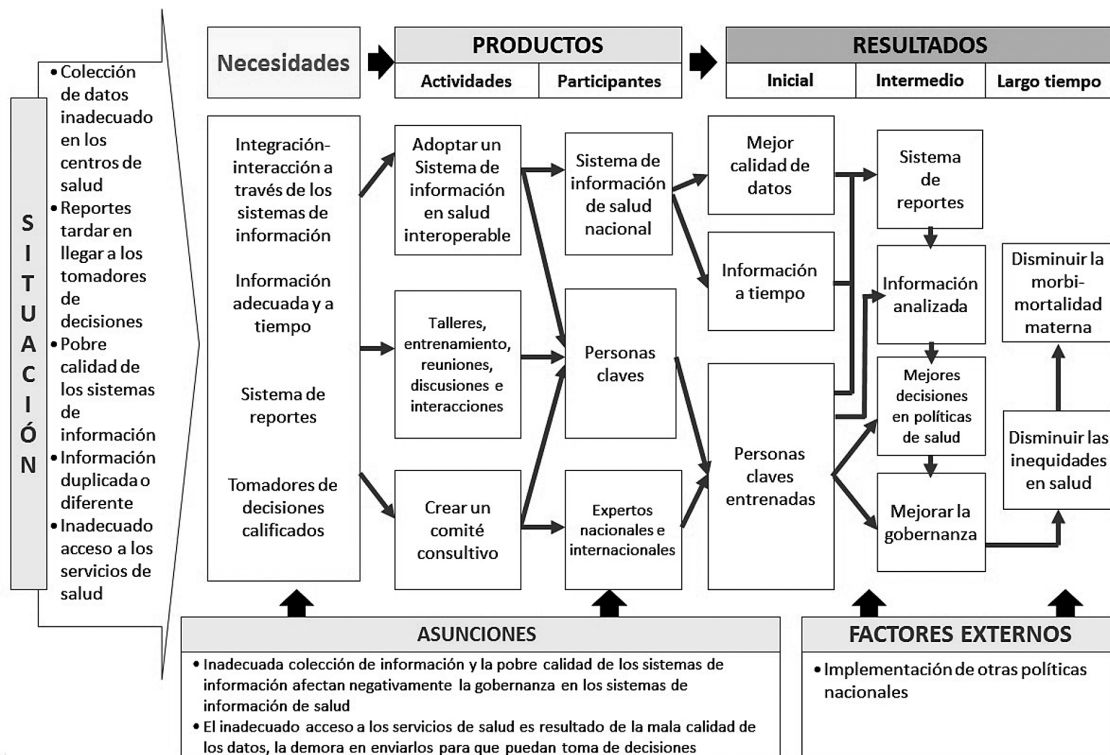 SITUACIÓN
• Colección
de datos
inadecuado
en los
centros de
salud
• Reportes
tardar en
llegar a los
tomadores
de
decisiones
• Pobre
calidad de
los sistemas
de
información
• Información
duplicada o
diferente
• Inadecuado
acceso a los
servicios de
salud
Necesidades
Integración-
interacción a
través de los
sistemas de
información
Información
adecuada y a
tiempo
Sistema de
reportes
Tomadores de
decisiones
calificados
PRODUCTOS
Actividades
Participantes
Adoptar un
Sistema de
información
en salud
interoperable
Talleres,
entrenamiento,
reuniones,
discusiones e
interacciones
Crear un
comité
consultivo
Sistema de
información
de salud
nacional
Personas
claves
Expertos
nacionales e
internacionales
RESULTADOS
Inicial
Intermedio
Largo tiempo
Mejor
calidad de
datos
Información
a tiempo
Personas
claves
entrenadas
Sistema
de
reportes
Información
analizada
Mejores
decisiones
en políticas
de salud
Mejorar la
gobernanza
Disminuir la
morbi-
mortalidad
materna
Disminuir las
inequidades
en salud
ASUNCIONES
• Inadecuada colección de información y la pobre calidad de los sistemas de
información afectan negativamente la gobernanza en los sistemas de
información de salud
• El inadecuado acceso a los servicios de salud es resultado de la mala calidad de
los datos, la demora en enviarlos para que puedan toma de decisiones
FACTORES EXTERNOS
• Implementación de otras políticas
nacionales